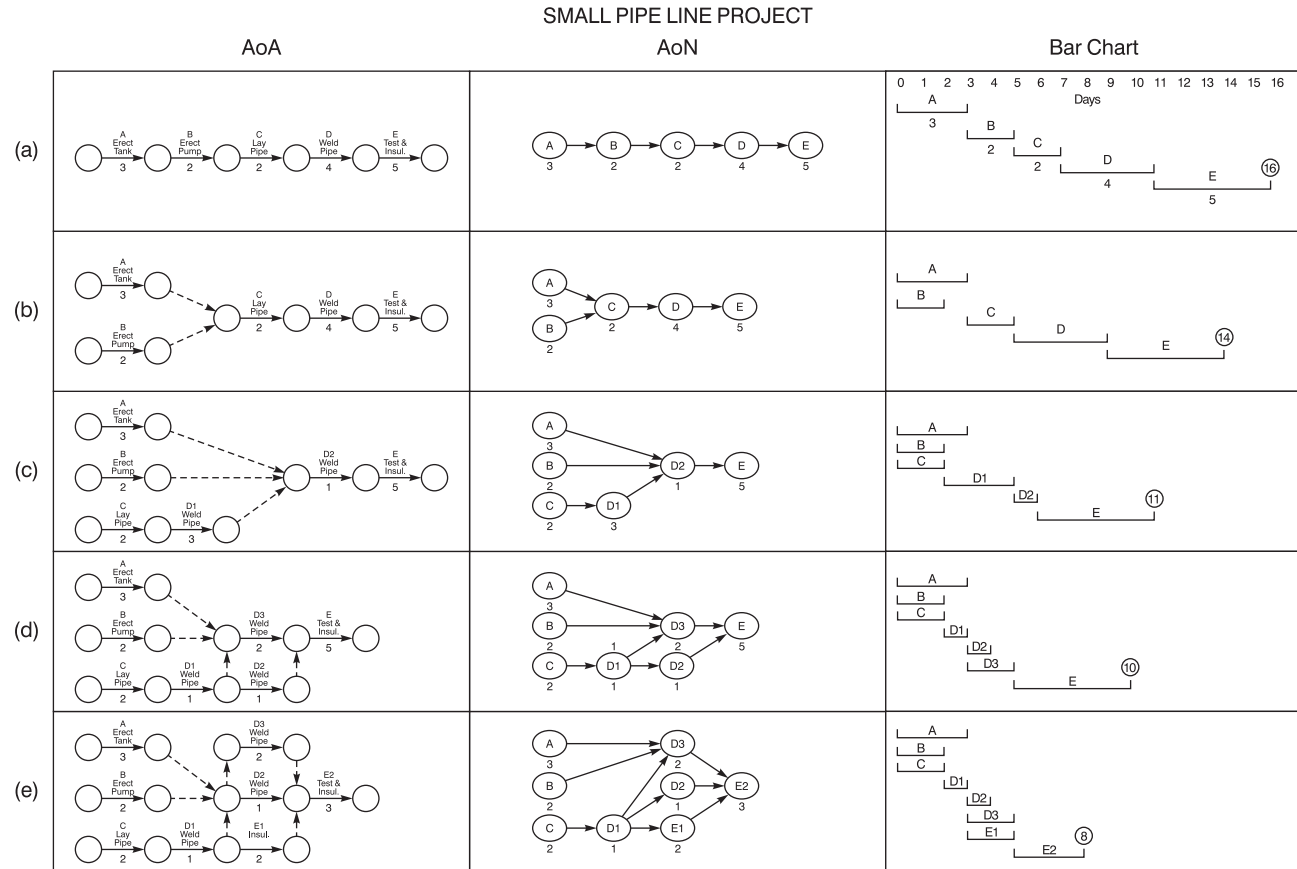 SMALL PIPE LINE PROJECT
AoA AoN Bar Chart
(a)
A B C D E
Erect Erect Lay Weld Test &
Tank Pump Pipe Pipe Insul.
3 2 2 4 5
A B C D E
3 2 2 4 5
0 1 2 3 4 5 6 7 8 9 10 11 12 13 14 15 16
Days
A
3
B
2
C
2
D
4
E
5
16
(b)
A
Erect
Tank
3
B
Erect
Pump
2
C D E
Lay Weld Test &
Pipe Pipe Insul.
2 4 5
A
3
B
2
C D E
2 4 5
A
B
C
D
E
14
(c)
A
Erect
Tank
3
B
Erect
Pump
2
C D1
Lay Weld
Pipe Pipe
2 3
D2 E
Weld Test &
Pipe Insul.
1 5
A
3
B
2
C D1
2 3
D2 E
1 5
A
B
C
D1
D2
E
11
(d)
A
Erect
Tank
3
B
Erect
Pump
2
D3 E
Weld Test &
Pipe Insul.
2 5
C D1 D2
Lay Weld Weld
Pipe Pipe Pipe
2 1 1
A
3
B D3 E
2 1 2 5
C D1 D2
2 1 1
A
B
C
D1
D2
D3
E
10
(e)
A
Erect
Tank
3
D3
Weld
Pipe
2
B
Erect
Pump
2
D2 E2
Weld Test &
Pipe Insul.
1 3
C D1 E1
Lay Weld Insul.
Pipe Pipe
2 1 2
A D3
3 2
B D2 E2
2 1 3
C D1 E1
2 1 2
A
B
C
D1
D2
D3
E1
E2
8